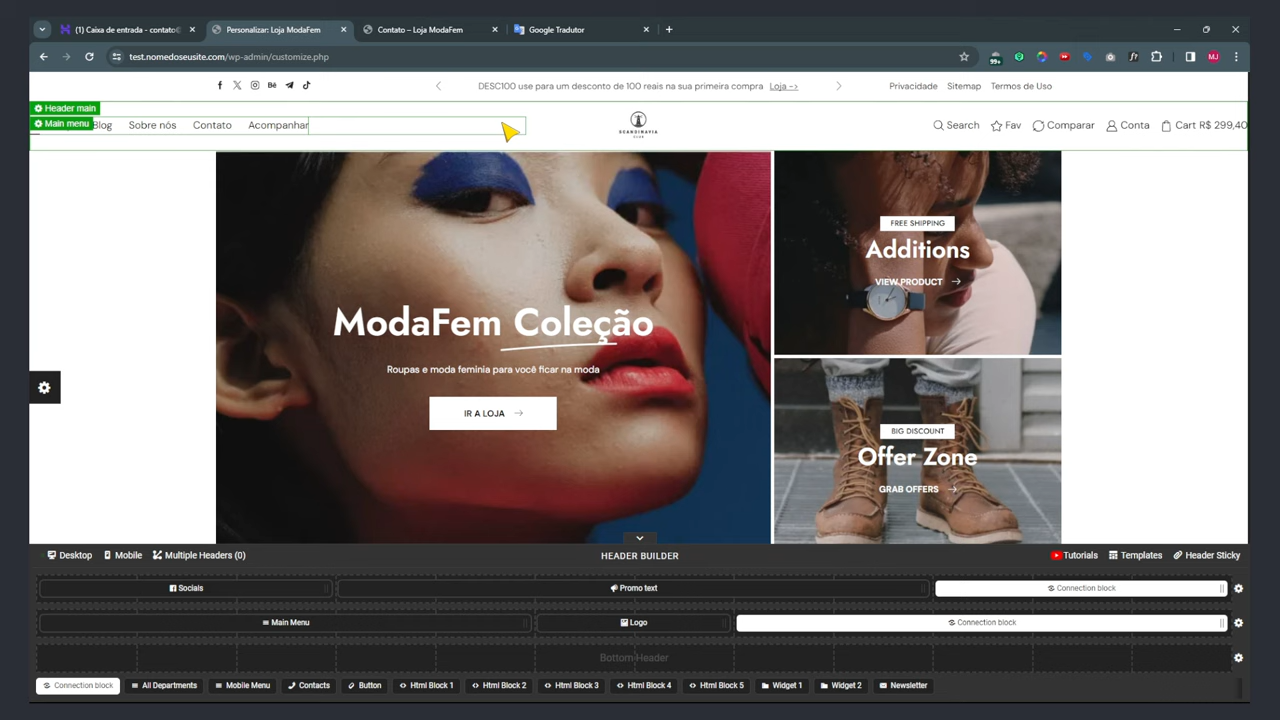 (1) Caixa de entrada - contato@
Personalizar: Loja ModaFem
Contato – Loja ModaFem
Google Tradutor
test.nomedoseusite.com/wp-admin/customize.php
99+
MJ
DESC100 use para um desconto de 100 reais na sua primeira compra Loja ->
Privacidade Sitemap Termos de Uso
Header main
Main menu
Blog Sobre nós Contato Acompanhar
SCANDINAVIA
CLUB
Search Fav Comparar Conta Cart R$ 299,40
FREE SHIPPING
Additions
VIEW PRODUCT
ModaFem Coleção
Roupas e moda feminia para você ficar na moda
IR A LOJA
BIG DISCOUNT
Offer Zone
GRAB OFFERS
Desktop Mobile Multiple Headers (0)
HEADER BUILDER
Tutorials Templates Header Sticky
Socials Promo text Connection block
Main Menu Logo Connection block
Bottom Header
Connection block All Departments Mobile Menu Contacts Button Html Block 1 Html Block 2 Html Block 3 Html Block 4 Html Block 5 Widget 1 Widget 2 Newsletter